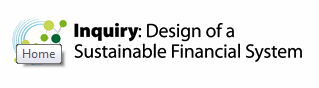 Inquiry: Design of a
Home
Sustainable Financial System